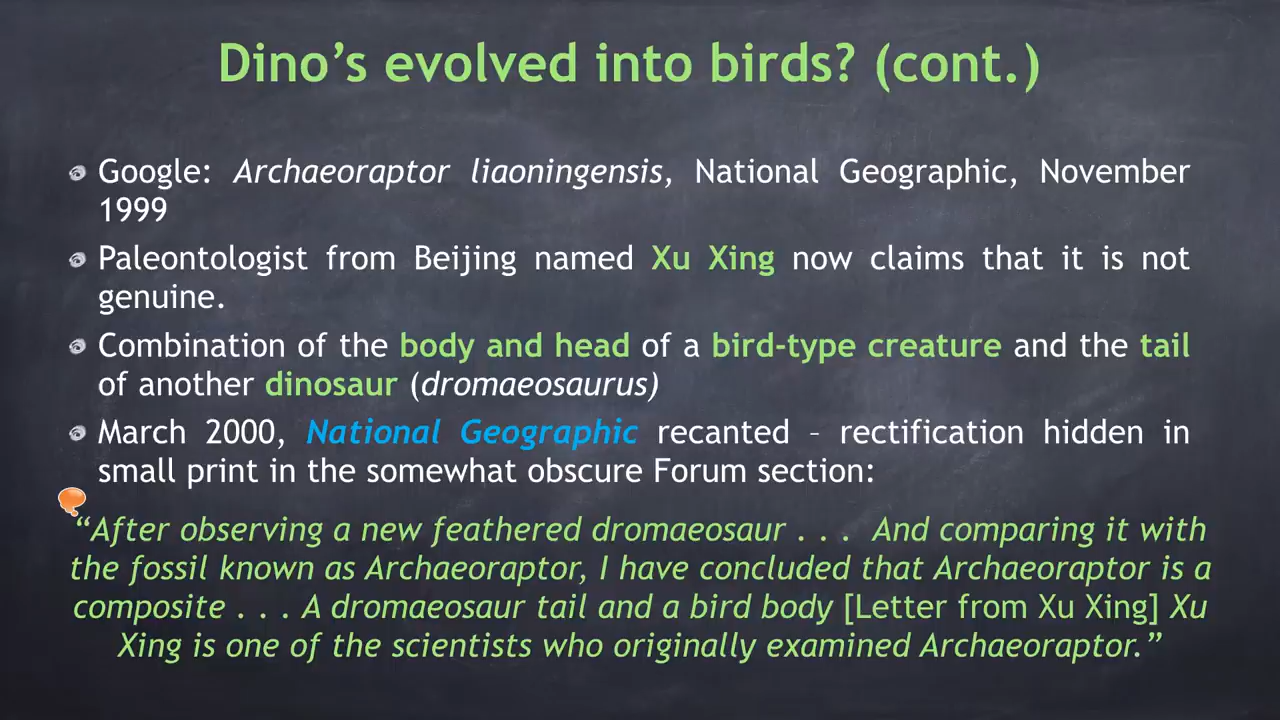 Dino’s evolved into birds? (cont.)
Google: Archaeoraptor liaoningensis, National Geographic, November
1999
Paleontologist from Beijing named Xu Xing now claims that it is not
genuine.
Combination of the body and head of a bird-type creature and the tail
of another dinosaur (dromaeosaurus)
March 2000, National Geographic recanted – rectification hidden in
small print in the somewhat obscure Forum section:
“After observing a new feathered dromaeosaur . . . And comparing it with
the fossil known as Archaeoraptor, I have concluded that Archaeoraptor is a
composite . . . A dromaeosaur tail and a bird body [Letter from Xu Xing] Xu
Xing is one of the scientists who originally examined Archaeoraptor.”